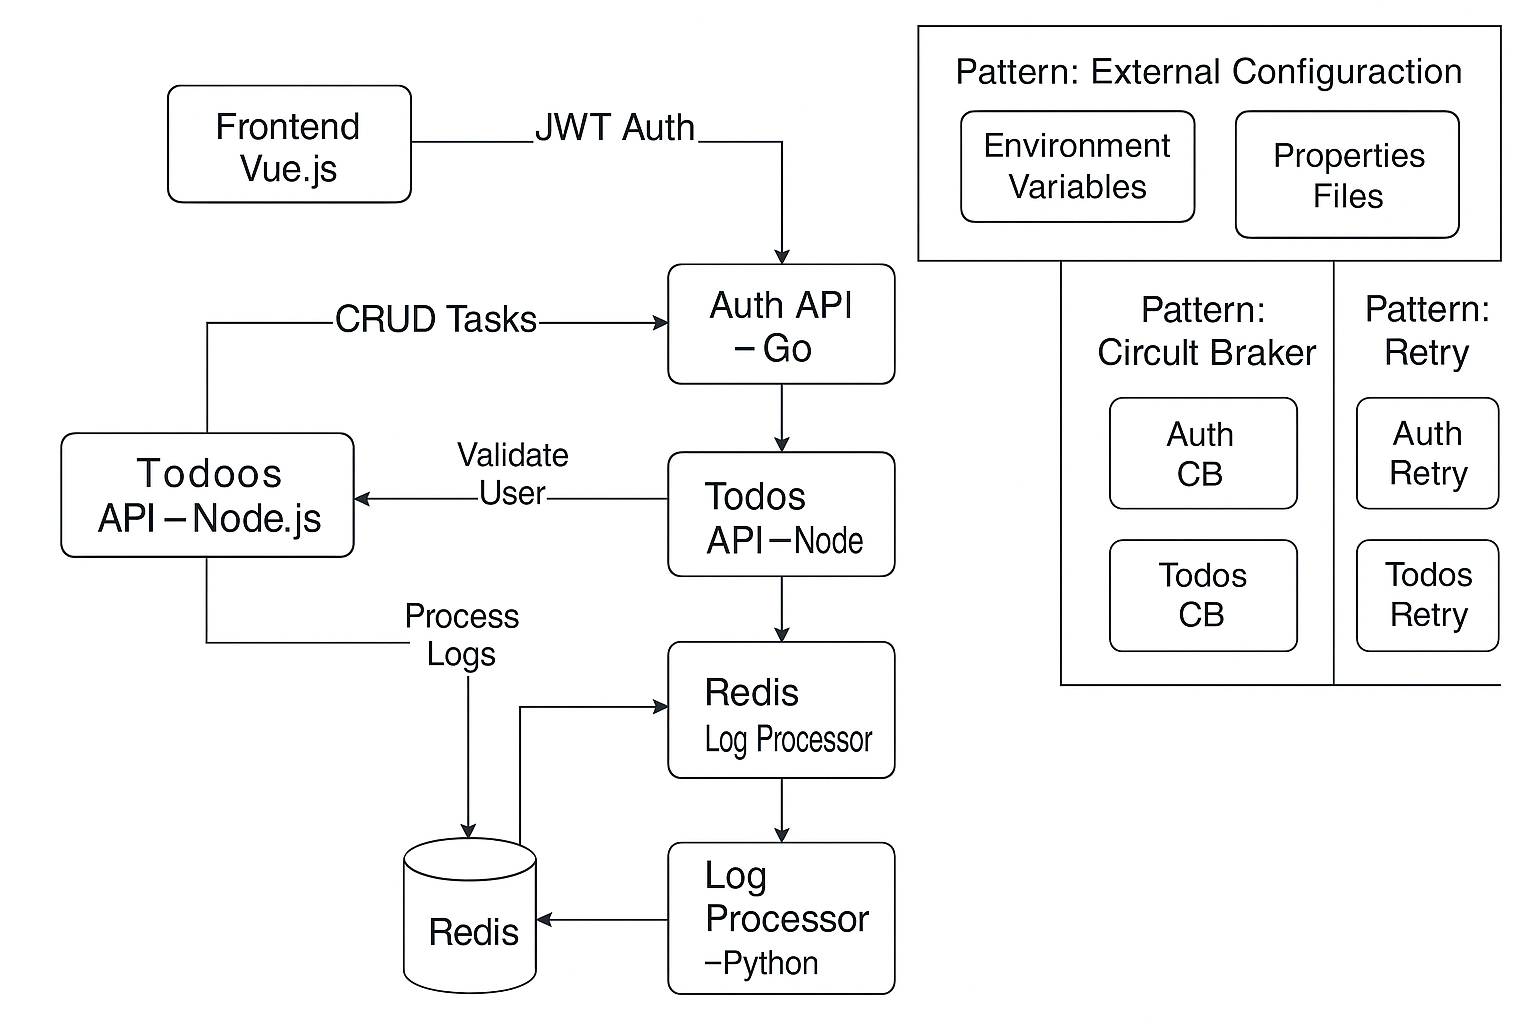 Frontend
Vue.js
JWT Auth
Auth API
– Go
CRUD Tasks
Todoos
API – Node.js
Validate
User
Todos
API – Node
Process
Logs
Redis
Log Processor
Redis
Log
Processor
–Python
Pattern: External Configuraction
Environment
Variables
Properties
Files
Pattern:
Circult Braker
Auth
CB
Todos
CB
Pattern:
Retry
Auth
Retry
Todos
Retry